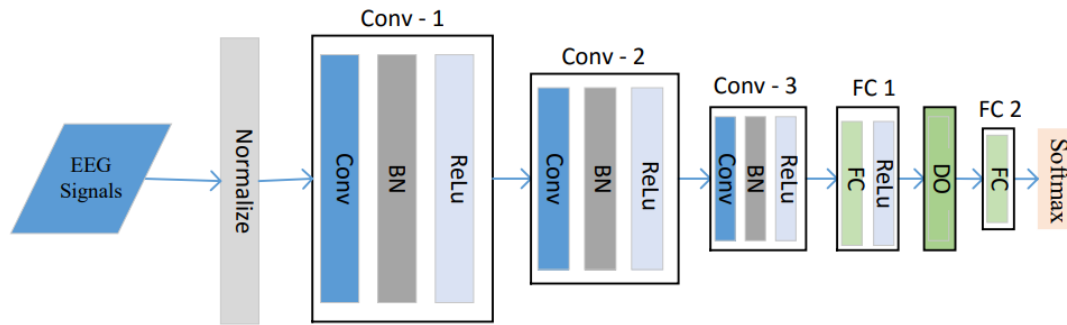 EEG
Signals
Normalize
Conv - 1
Conv
BN
ReLu
Conv - 2
Conv
BN
ReLu
Conv - 3
Conv
BN
ReLu
FC 1
FC
ReLu
DO
FC 2
FC
Softmax